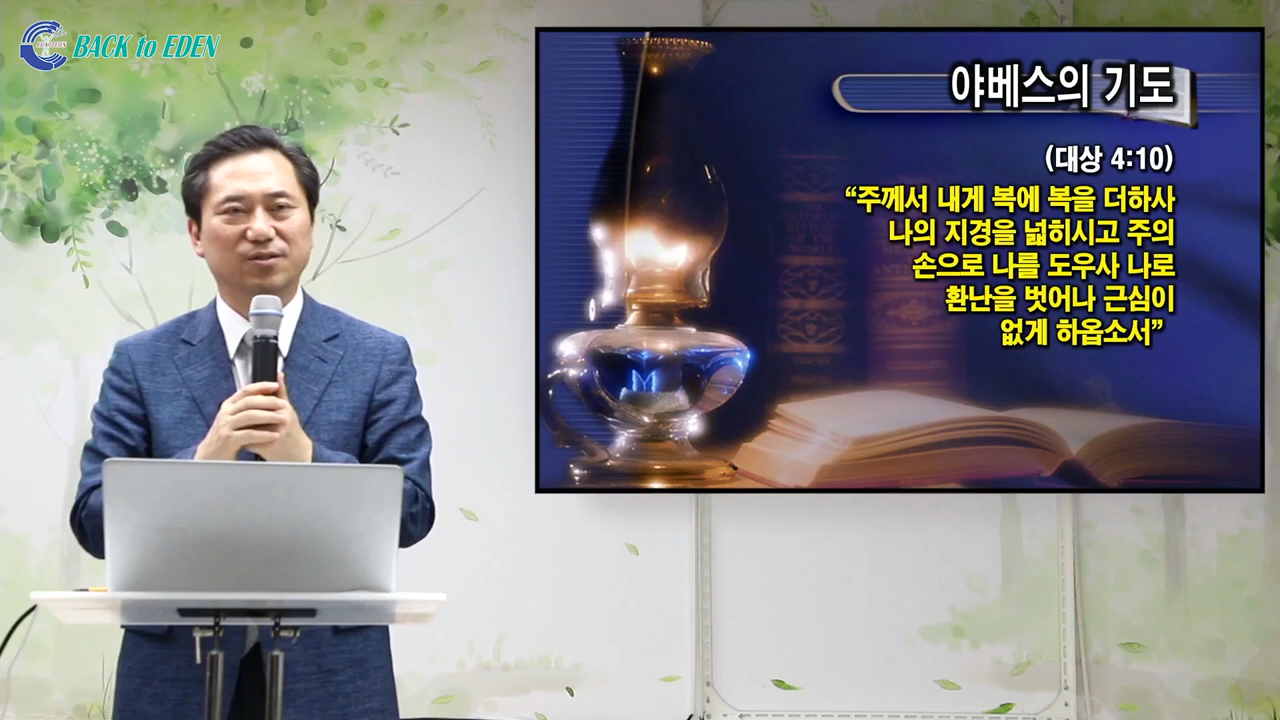 BACK to EDEN
야베스의 기도
(대상 4:10)
“주께서 내게 복에 복을 더하사
나의 지경을 넓히시고 주의
손으로 나를 도우사 나로
환난을 벗어나 근심이
없게 하옵소서”